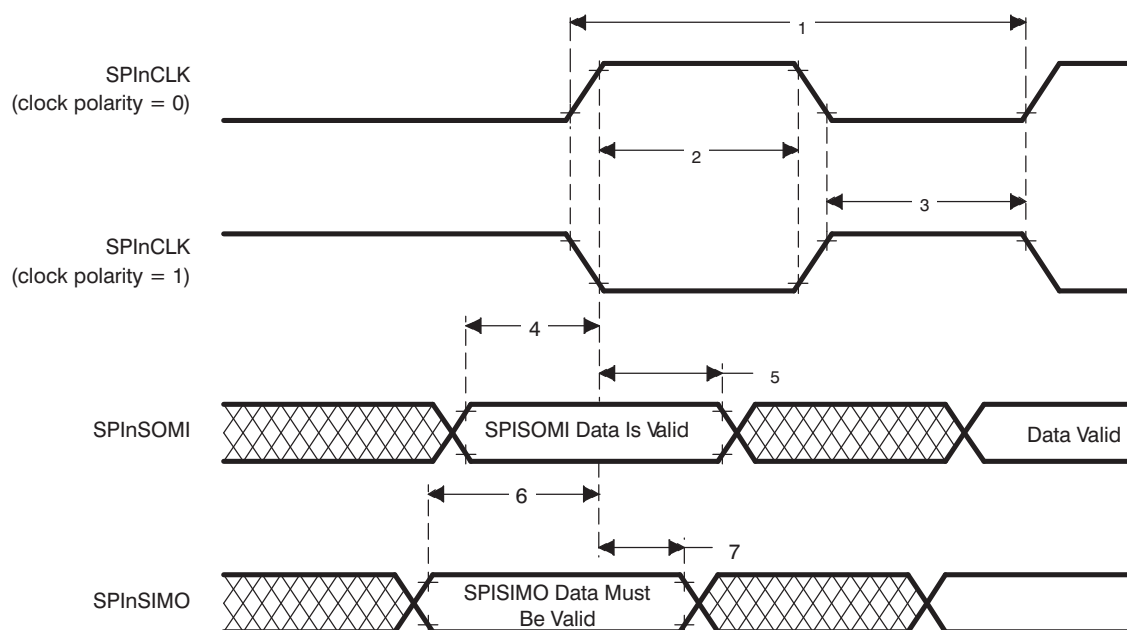 1
SPInCLK
(clock polarity = 0)
2
3
SPInCLK
(clock polarity = 1)
4
5
SPInSOMI
SPISOMI Data Is Valid
Data Valid
6
7
SPInSIMO
SPISIMO Data Must
Be Valid